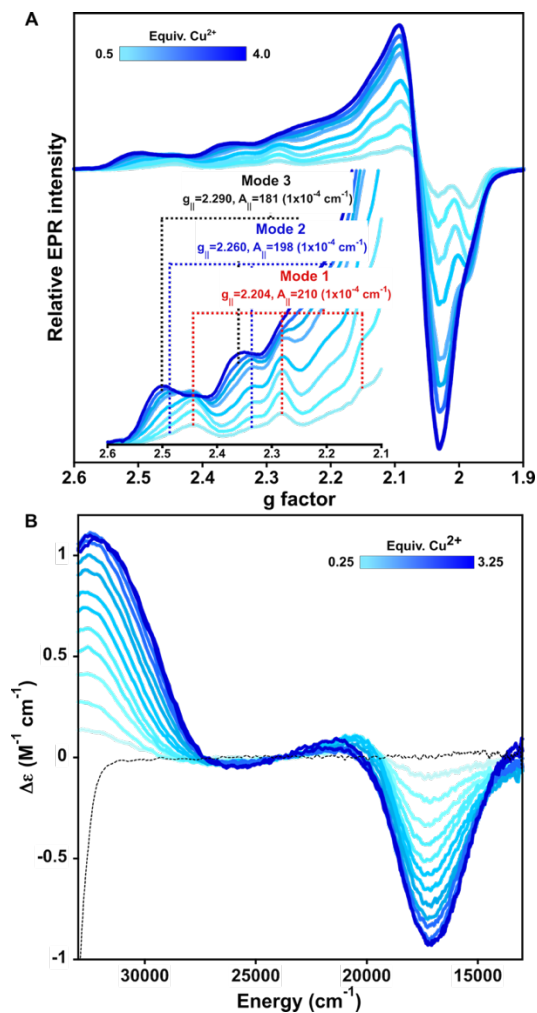 A
Equiv. Cu2+
0.5 4.0
Mode 3
g||=2.290, A||=181 (1x10-4 cm-1)
Mode 2
g||=2.260, A||=198 (1x10-4 cm-1)
Mode 1
g||=2.204, A||=210 (1x10-4 cm-1)
Relative EPR intensity
2.6 2.5 2.4 2.3 2.2 2.1
2.6 2.5 2.4 2.3 2.2 2.1 2 1.9
g factor
B
Equiv. Cu2+
0.25 3.25
1
0.5
0
-0.5
-1
Δε (M-1 cm-1)
30000 25000 20000 15000
Energy (cm-1)